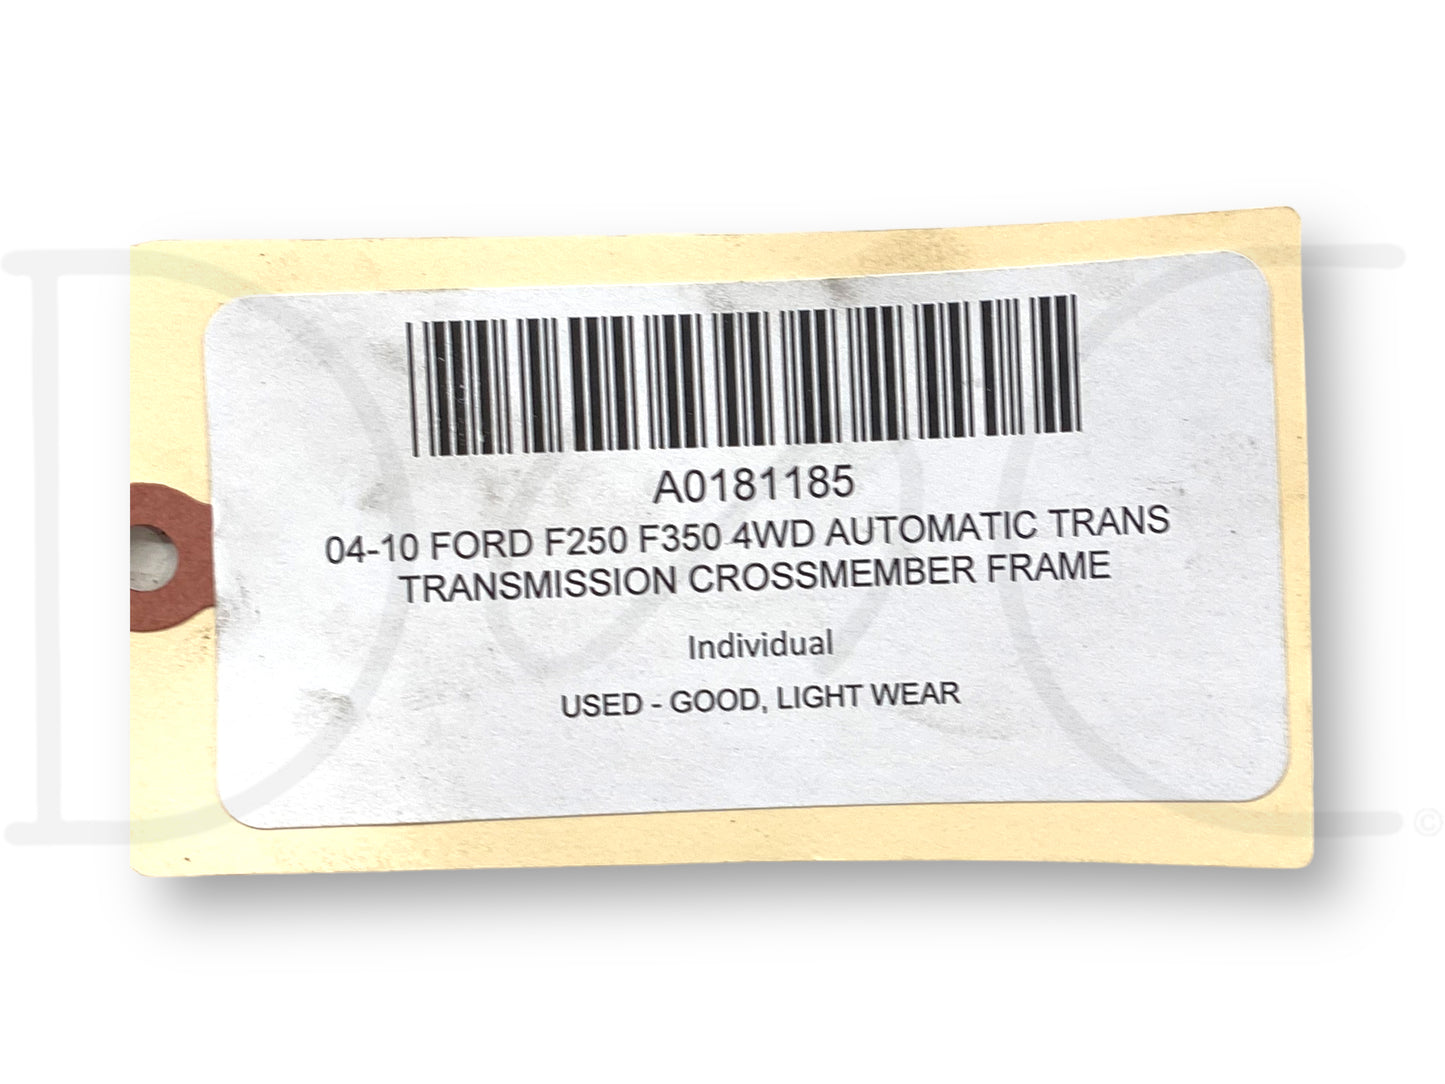 A0181185
04-10 FORD F250 F350 4WD AUTOMATIC TRANS
TRANSMISSION CROSSMEMBER FRAME
Individual
USED - GOOD, LIGHT WEAR
©